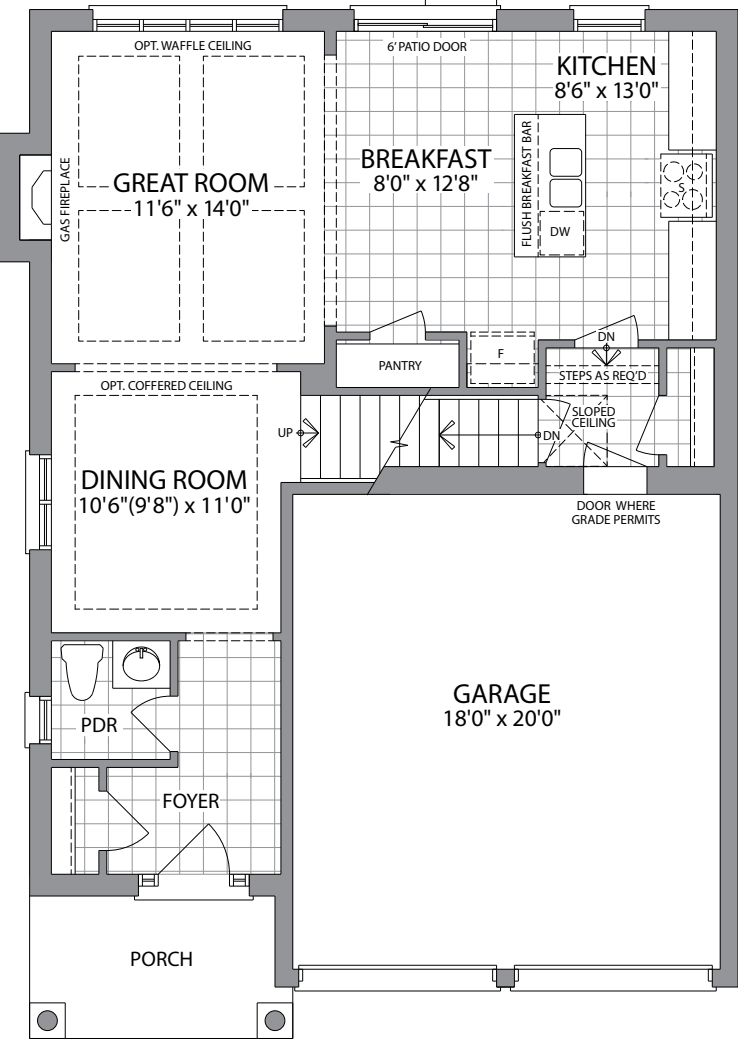 OPT. WAFFLE CEILING
6' PATIO DOOR
KITCHEN
8'6" x 13'0"
GAS FIREPLACE
GREAT ROOM
11'6" x 14'0"
BREAKFAST
8'0" x 12'8"
FLUSH BREAKFAST BAR
DW
S
PANTRY
F
DN
STEPS AS REQ'D
OPT. COFFERED CEILING
UP
DN
SLOPED
CEILING
DINING ROOM
10'6"(9'8") x 11'0"
DOOR WHERE
GRADE PERMITS
PDR
GARAGE
18'0" x 20'0"
FOYER
PORCH